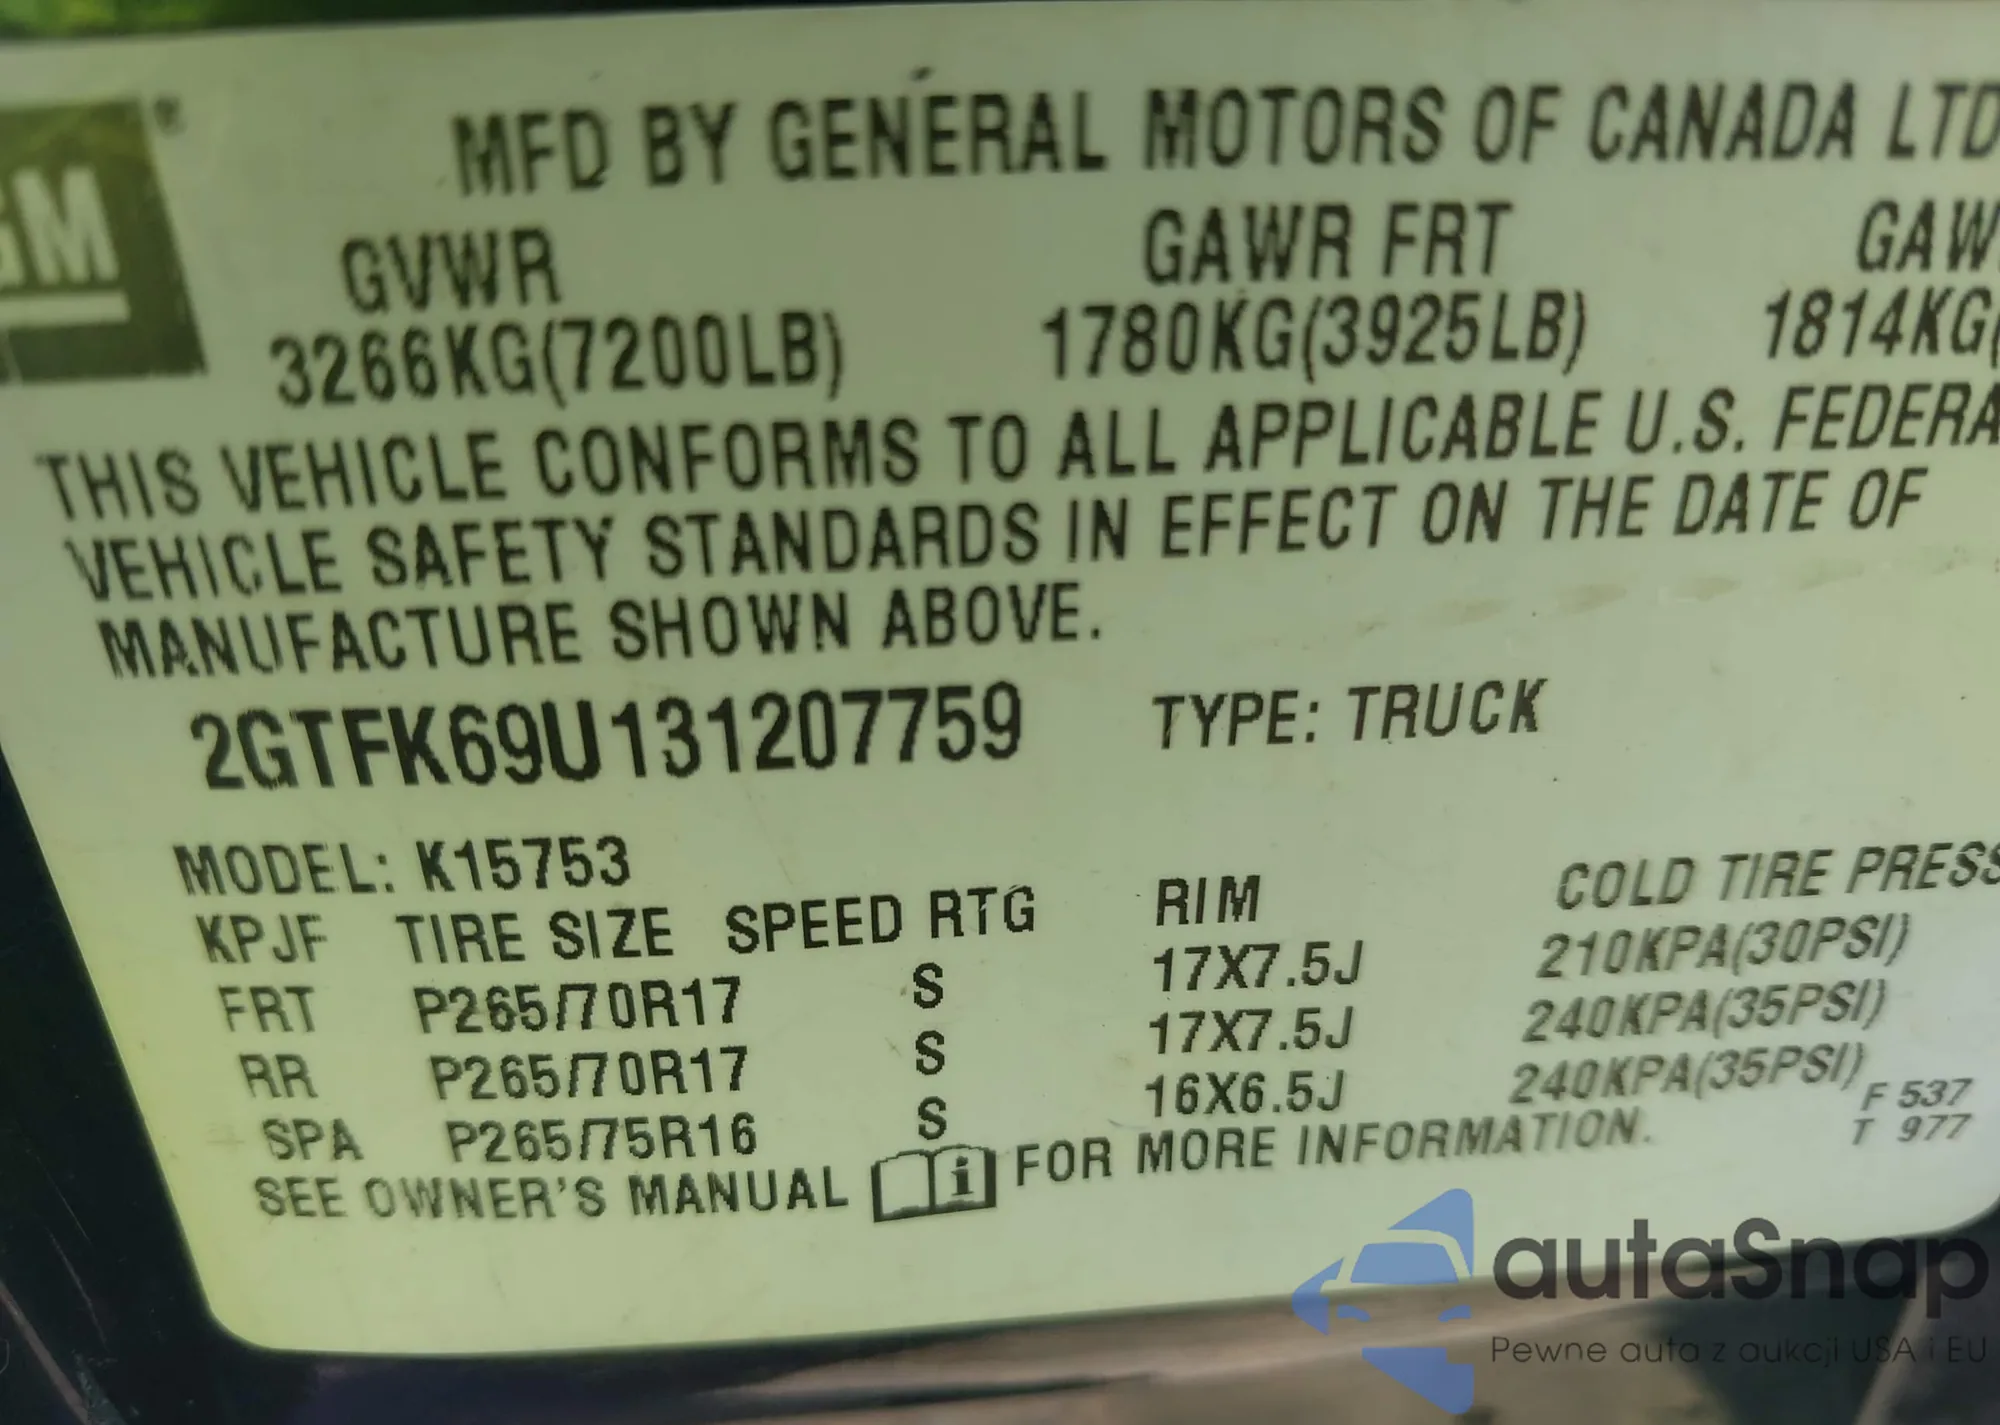 GM®
MFD BY GENERAL MOTORS OF CANADA LTD
GVWR GAWR FRT GAW
3266KG(7200LB) 1780KG(3925LB) 1814KG(
THIS VEHICLE CONFORMS TO ALL APPLICABLE U.S. FEDERA
VEHICLE SAFETY STANDARDS IN EFFECT ON THE DATE OF
MANUFACTURE SHOWN ABOVE.
2GTFK69U131207759 TYPE: TRUCK
MODEL: K15753
KPJF TIRE SIZE SPEED RTG RIM COLD TIRE PRESS
FRT P265/70R17 S 17X7.5J 210KPA(30PSI)
RR P265/70R17 S 17X7.5J 240KPA(35PSI)
SPA P265/75R16 S 16X6.5J 240KPA(35PSI)
F 537
T 977
SEE OWNER'S MANUAL i FOR MORE INFORMATION.
autaSnap
Pewne auta z aukcji USA i EU